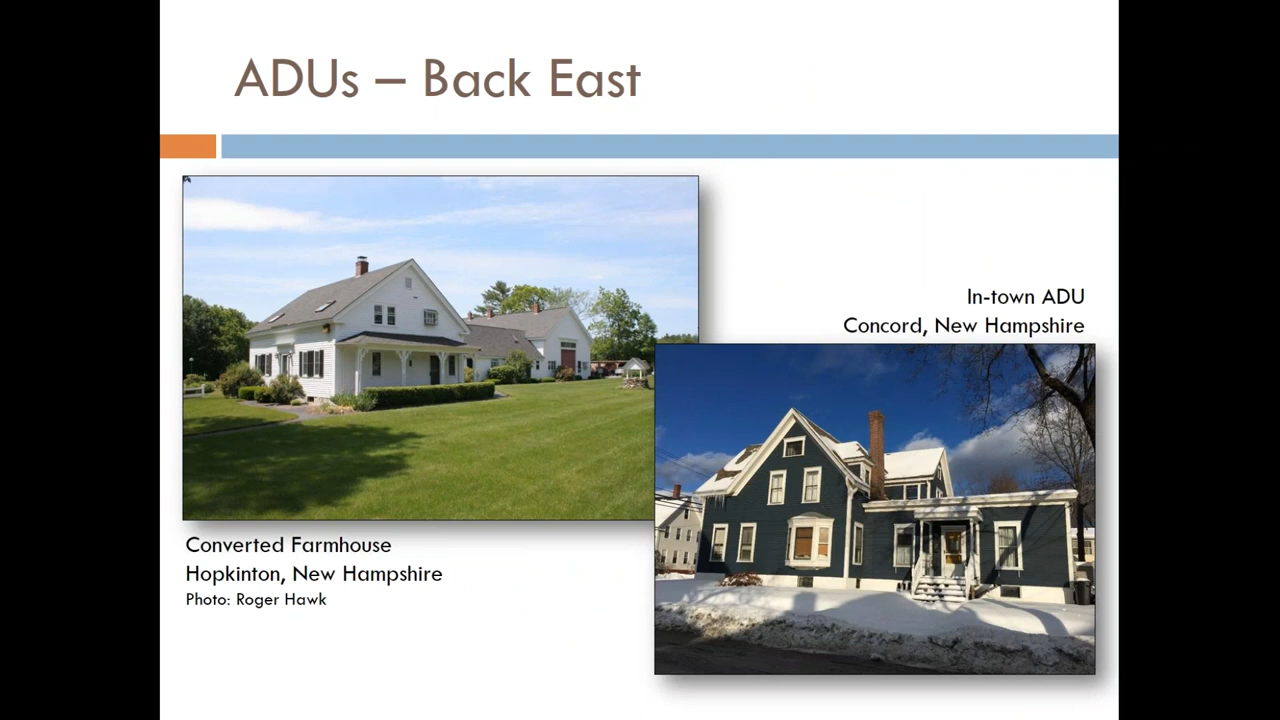 ADUs – Back East
In-town ADU
Concord, New Hampshire
Converted Farmhouse
Hopkinton, New Hampshire
Photo: Roger Hawk